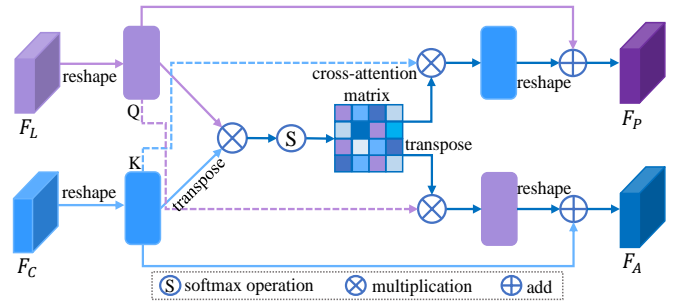 reshape
F_L
Q
cross-attention
matrix
reshape
F_P
S
K
transpose
transpose
reshape
F_C
reshape
F_A
S softmax operation
multiplication
add